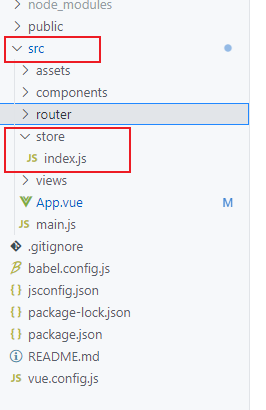 node_modules
public
src
assets
components
router
store
JS index.js
views
App.vue M
JS main.js
.gitignore
babel.config.js
{} jsconfig.json
{} package-lock.json
{} package.json
README.md
JS vue.config.js